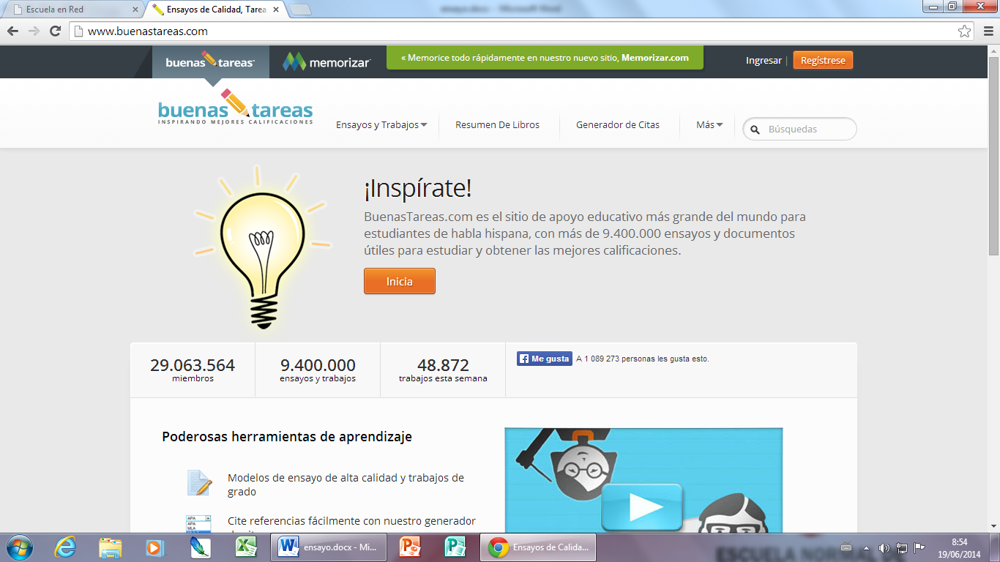 Escuela en Red
Ensayos de Calidad, Tarea
ensayo.docx - Microsoft Word
www.buenastareas.com
buenas tareas
memorizar
« Memorice todo rápidamente en nuestro nuevo sitio, Memorizar.com
Ingresar | Regístrese
buenas tareas
INSPIRANDO MEJORES CALIFICACIONES
Ensayos y Trabajos
Resumen De Libros
Generador de Citas
Más
Búsquedas
¡Inspírate!
BuenasTareas.com es el sitio de apoyo educativo más grande del mundo para
estudiantes de habla hispana, con más de 9.400.000 ensayos y documentos
útiles para estudiar y obtener las mejores calificaciones.
Inicia
29.063.564
miembros
9.400.000
ensayos y trabajos
48.872
trabajos esta semana
Me gusta
A 1 089 273 personas les gusta esto.
Poderosas herramientas de aprendizaje
Modelos de ensayo de alta calidad y trabajos de
grado
APA
APA
MLA
Cite referencias fácilmente con nuestro generador
ESCUELA NORMAL DE
ensayo.docx - Mi...
Ensayos de Calida...
8:54
19/06/2014